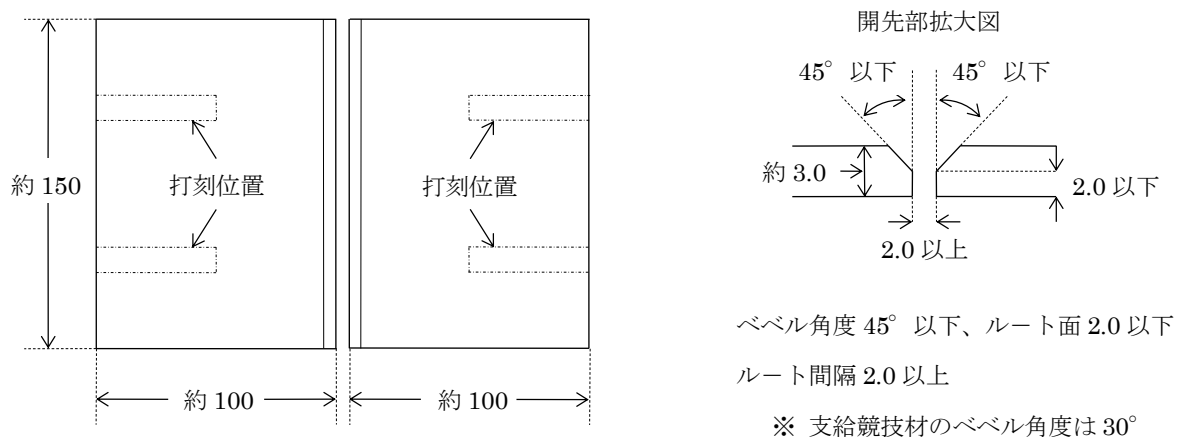 約 150
打刻位置
打刻位置
約 100
約 100
開先部拡大図
45° 以下
45° 以下
約 3.0
2.0 以下
2.0 以上
ベベル角度 45° 以下、ルート面 2.0 以下
ルート間隔 2.0 以上
※ 支給競技材のベベル角度は 30°